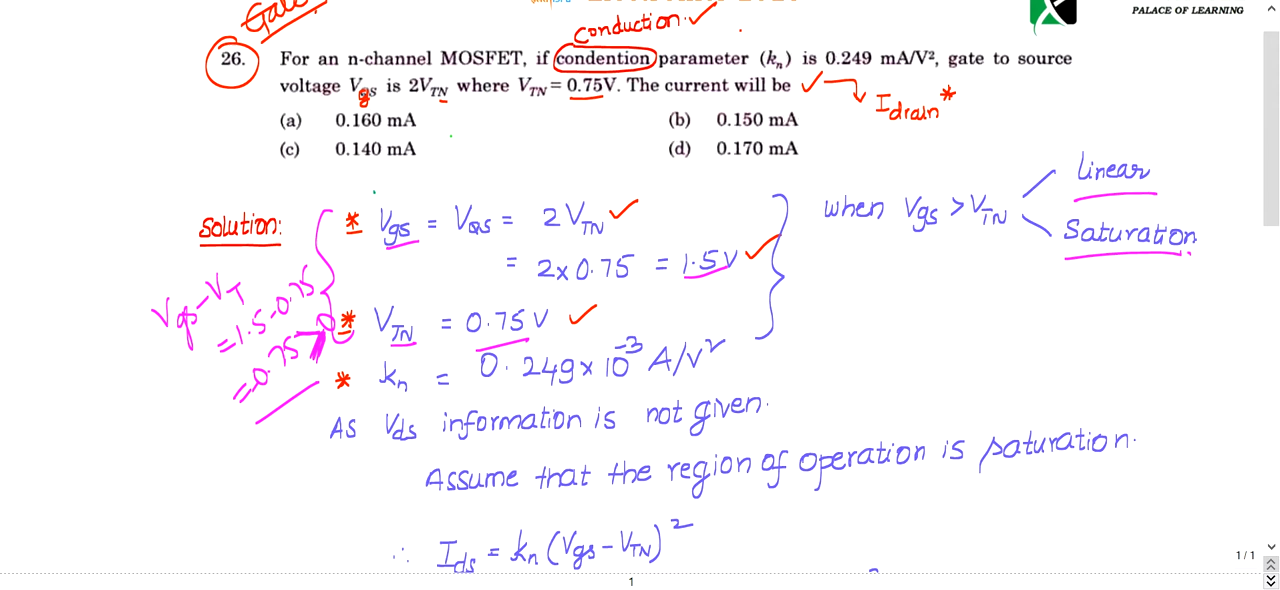 Gate
PALACE OF LEARNING
Conduction. ✓
26. For an n-channel MOSFET, if condention parameter (kn) is 0.249 mA/V², gate to source
voltage Vgs is 2VTN where VTN = 0.75V. The current will be ✓
Idrain *
(a) 0.160 mA (b) 0.150 mA
(c) 0.140 mA (d) 0.170 mA
Solution:
* Vgs = VGS = 2VTN ✓
= 2x0.75 = 1.5V ✓
when Vgs > VTN
linear
Saturation.
Vgs-VT
=1.5-0.75
=0.75>0
* VTN = 0.75V ✓
* kn = 0.249x10⁻³ A/V²
As Vds information is not given.
Assume that the region of operation is saturation.
∴ Ids = kn (Vgs - VTN)²
1 / 1
1